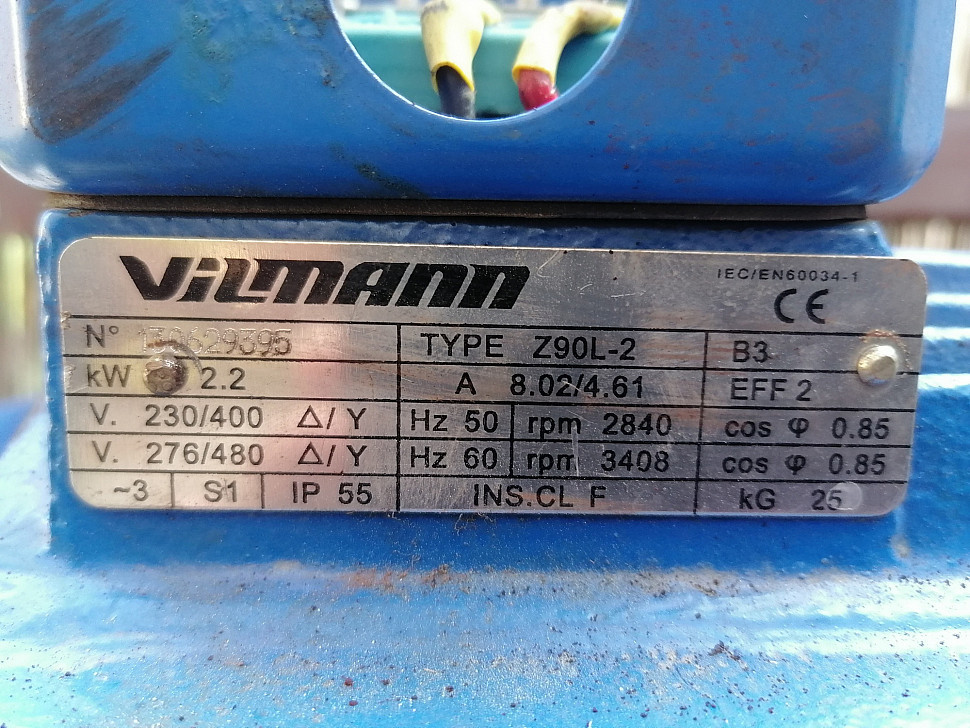 VILMANN
IEC/EN60034-1
CE
N° 130629395 TYPE Z90L-2 B3
kW 2.2 A 8.02/4.61 EFF 2
V. 230/400 Δ/Y Hz 50 rpm 2840 cos φ 0.85
V. 276/480 Δ/Y Hz 60 rpm 3408 cos φ 0.85
~3 S1 IP 55 INS.CL F kG 25